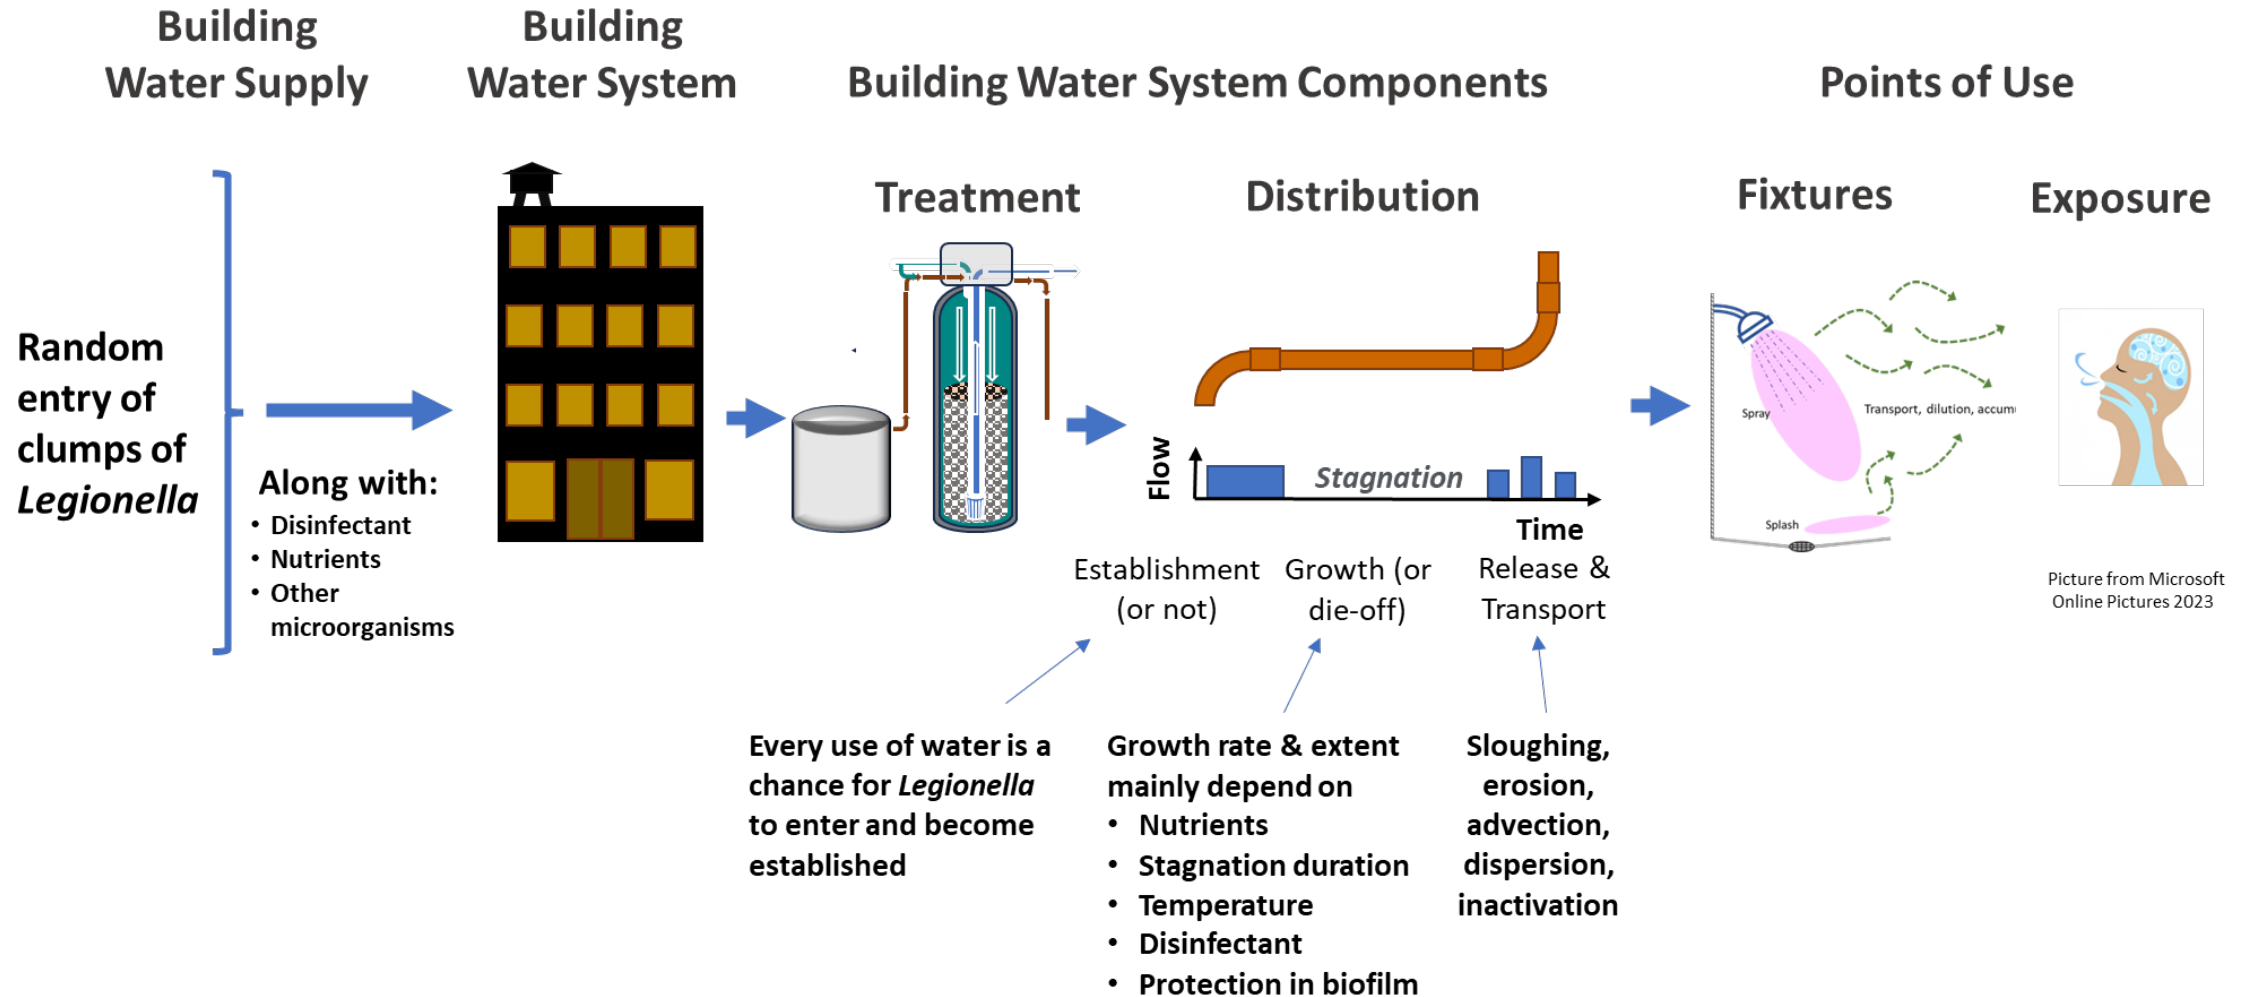 Building
Water Supply
Building
Water System
Building Water System Components
Points of Use
Treatment
Distribution
Fixtures
Exposure
Random
entry of
clumps of
Legionella
Along with:
• Disinfectant
• Nutrients
• Other
microorganisms
Flow
Stagnation
Time
Establishment
(or not)
Growth (or
die-off)
Release &
Transport
Spray
Transport, dilution, accum
Splash
Picture from Microsoft
Online Pictures 2023
Every use of water is a
chance for Legionella
to enter and become
established
Growth rate & extent
mainly depend on
• Nutrients
• Stagnation duration
• Temperature
• Disinfectant
• Protection in biofilm
Sloughing,
erosion,
advection,
dispersion,
inactivation